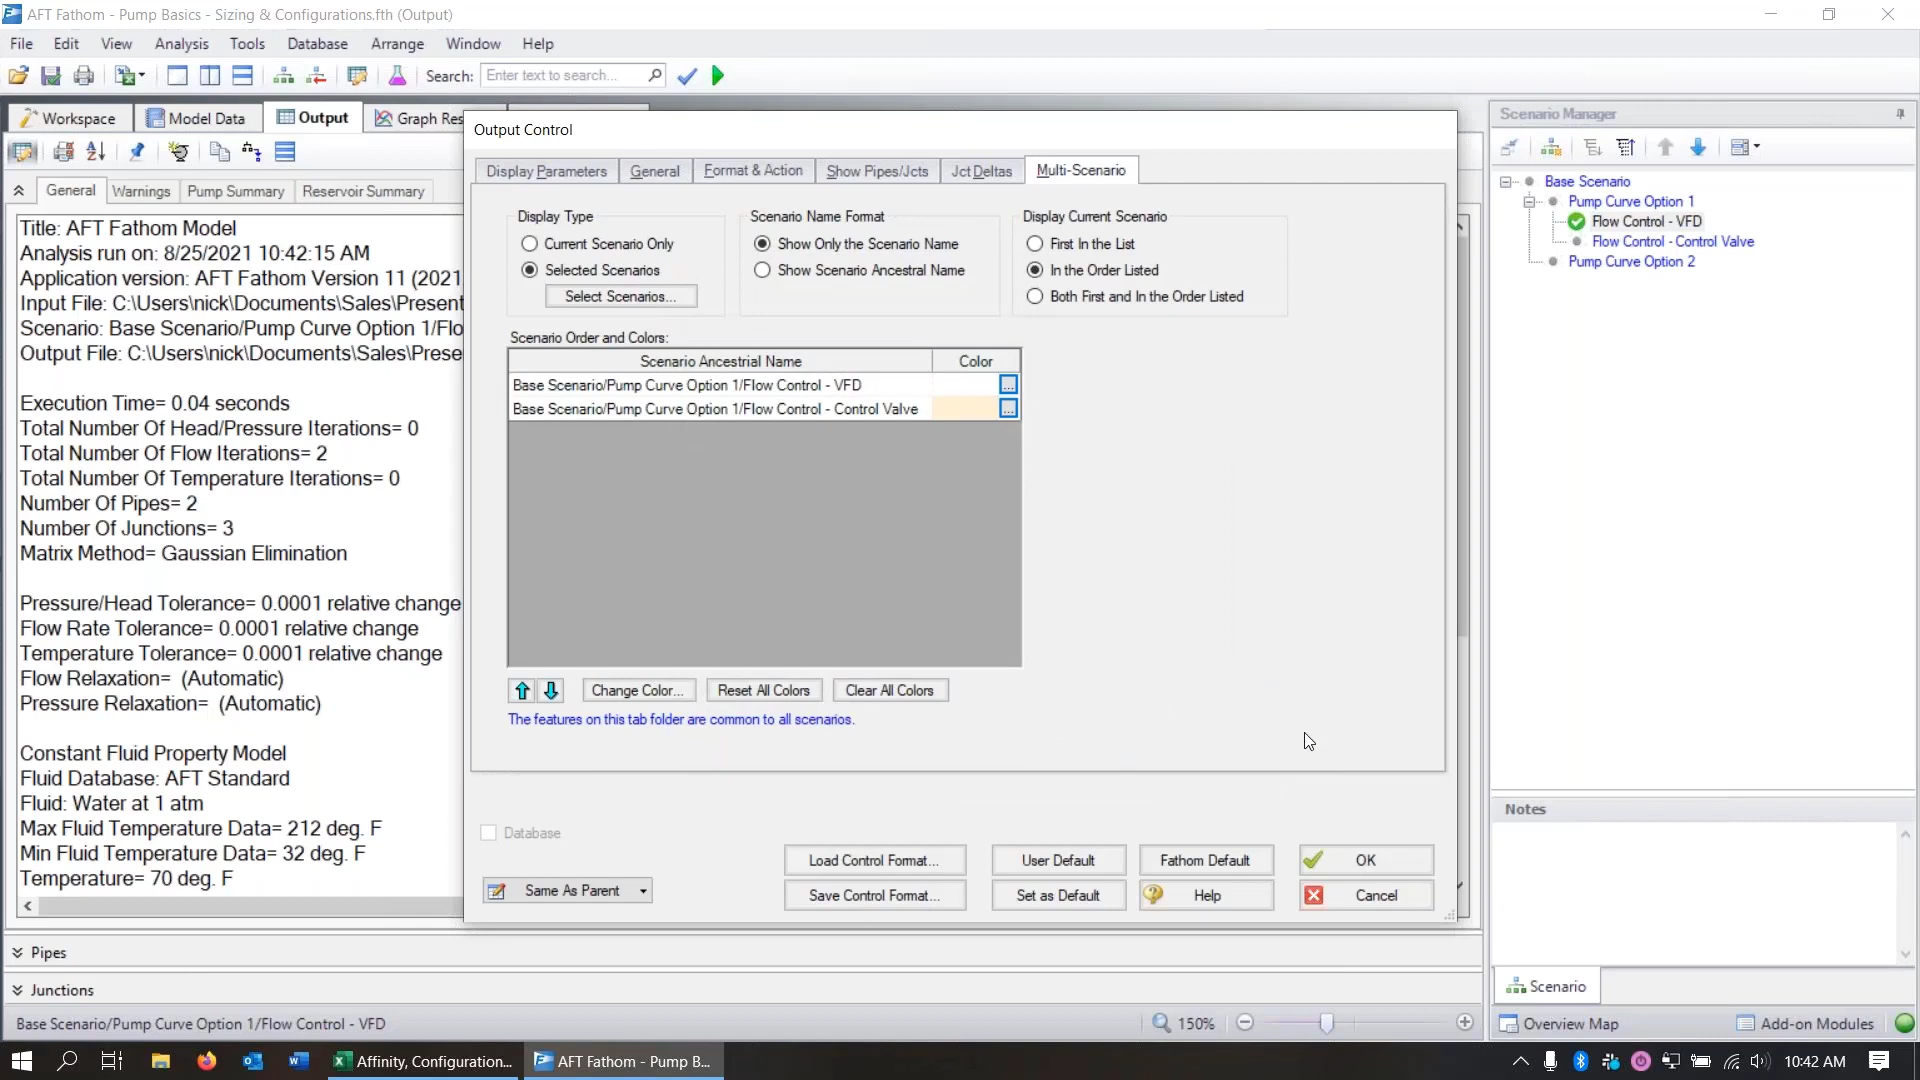 AFT Fathom - Pump Basics - Sizing & Configurations.fth (Output)
File Edit View Analysis Tools Database Arrange Window Help
Search: Enter text to search...
Workspace Model Data Output Graph Res
General Warnings Pump Summary Reservoir Summary
Title: AFT Fathom Model
Analysis run on: 8/25/2021 10:42:15 AM
Application version: AFT Fathom Version 11 (2021
Input File: C:\Users\nick\Documents\Sales\Present
Scenario: Base Scenario/Pump Curve Option 1/Flo
Output File: C:\Users\nick\Documents\Sales\Prese
Execution Time= 0.04 seconds
Total Number Of Head/Pressure Iterations= 0
Total Number Of Flow Iterations= 2
Total Number Of Temperature Iterations= 0
Number Of Pipes= 2
Number Of Junctions= 3
Matrix Method= Gaussian Elimination
Pressure/Head Tolerance= 0.0001 relative change
Flow Rate Tolerance= 0.0001 relative change
Temperature Tolerance= 0.0001 relative change
Flow Relaxation= (Automatic)
Pressure Relaxation= (Automatic)
Constant Fluid Property Model
Fluid Database: AFT Standard
Fluid: Water at 1 atm
Max Fluid Temperature Data= 212 deg. F
Min Fluid Temperature Data= 32 deg. F
Temperature= 70 deg. F
Pipes
Junctions
Output Control
Display Parameters General Format & Action Show Pipes/Jcts Jct Deltas Multi-Scenario
Display Type
Current Scenario Only
Selected Scenarios
Select Scenarios...
Scenario Name Format
Show Only the Scenario Name
Show Scenario Ancestral Name
Display Current Scenario
First In the List
In the Order Listed
Both First and In the Order Listed
Scenario Order and Colors:
Scenario Ancestral Name Color
Base Scenario/Pump Curve Option 1/Flow Control - VFD ...
Base Scenario/Pump Curve Option 1/Flow Control - Control Valve ...
Change Color... Reset All Colors Clear All Colors
The features on this tab folder are common to all scenarios.
Database
Same As Parent
Load Control Format... User Default Fathom Default OK
Save Control Format... Set as Default Help Cancel
Scenario Manager
Base Scenario
Pump Curve Option 1
Flow Control - VFD
Flow Control - Control Valve
Pump Curve Option 2
Notes
Scenario
Base Scenario/Pump Curve Option 1/Flow Control - VFD 150% Overview Map Add-on Modules
Affinity, Configuration... AFT Fathom - Pump B... 10:42 AM